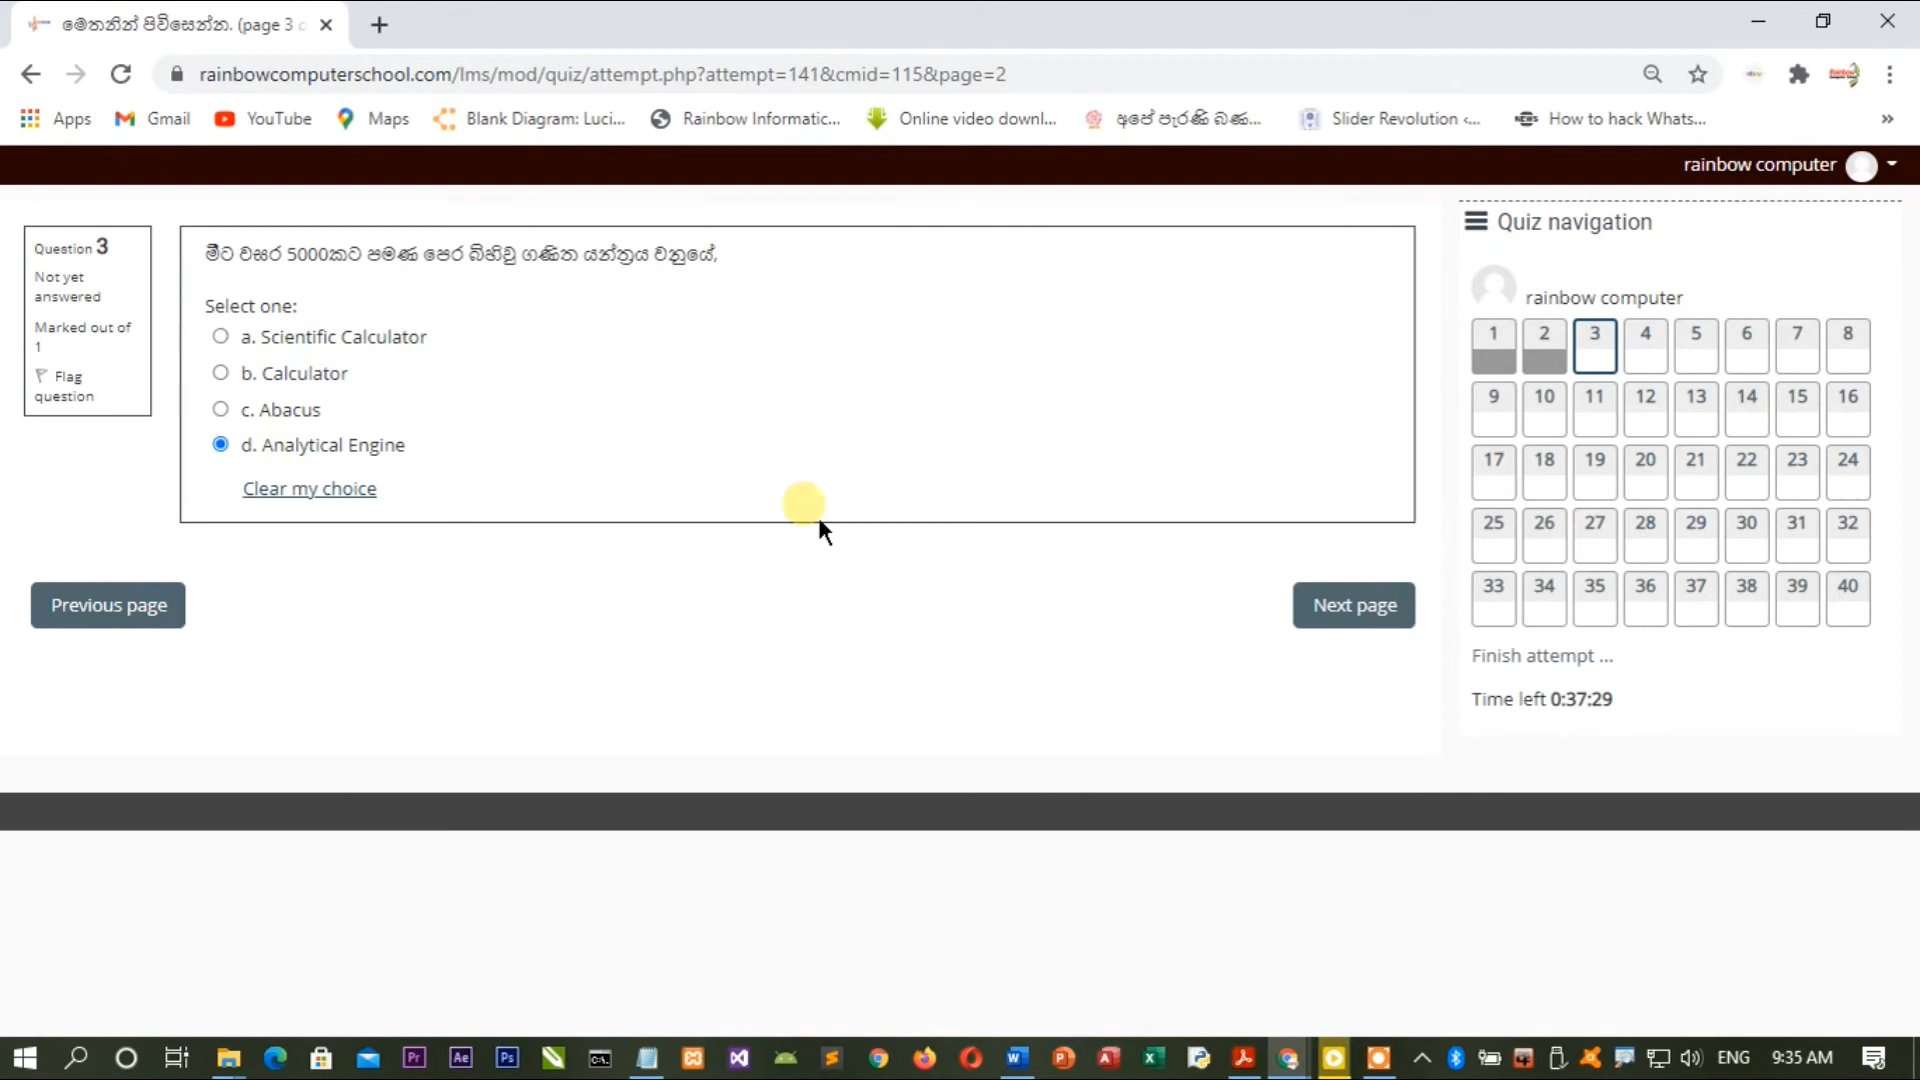 මෙතනින් පිවිසෙන්න. (page 3 o
rainbowcomputerschool.com/lms/mod/quiz/attempt.php?attempt=141&cmid=115&page=2
Apps
Gmail
YouTube
Maps
Blank Diagram: Luci...
Rainbow Informatic...
Online video downl...
අපේ පැරණි බණ...
Slider Revolution <...
How to hack Whats...
rainbow computer
Question 3
Not yet
answered
Marked out of
1
Flag
question
මීට වසර 5000කට පමණ පෙර බිහිවු ගණිත යන්ත්‍රය වනුයේ,
Select one:
a. Scientific Calculator
b. Calculator
c. Abacus
d. Analytical Engine
Clear my choice
Previous page
Next page
Quiz navigation
rainbow computer
1 2 3 4 5 6 7 8
9 10 11 12 13 14 15 16
17 18 19 20 21 22 23 24
25 26 27 28 29 30 31 32
33 34 35 36 37 38 39 40
Finish attempt ...
Time left 0:37:29
ENG
9:35 AM